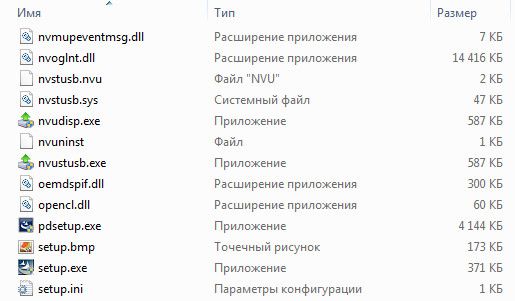 Имя Тип Размер
nvmupeventmsg.dll Расширение приложения 7 КБ
nvoglnt.dll Расширение приложения 14 416 КБ
nvstusb.nvu Файл "NVU" 2 КБ
nvstusb.sys Системный файл 47 КБ
nvudisp.exe Приложение 587 КБ
nvuninst Файл 1 КБ
nvustusb.exe Приложение 587 КБ
oemdspif.dll Расширение приложения 300 КБ
opencl.dll Расширение приложения 60 КБ
pdsetup.exe Приложение 4 144 КБ
setup.bmp Точечный рисунок 173 КБ
setup.exe Приложение 371 КБ
setup.ini Параметры конфигурации 1 КБ